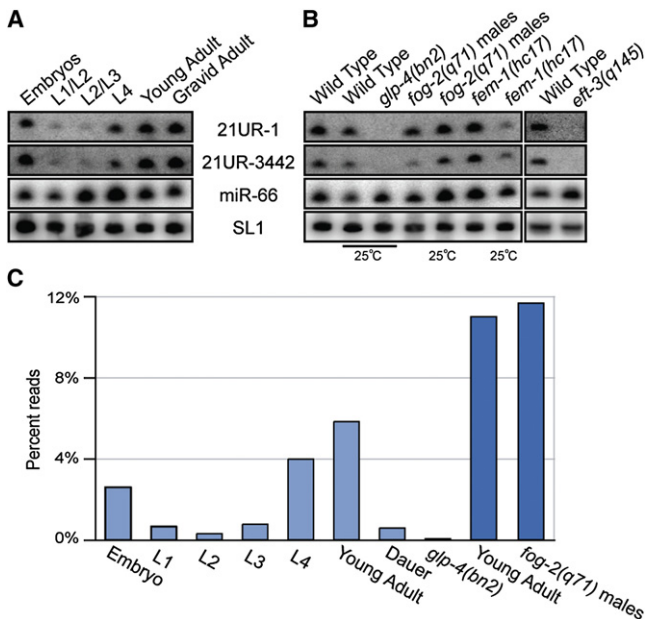 A
Embryos
L1/L2
L2/L3
L4
Young Adult
Gravid Adult
21UR-1
21UR-3442
miR-66
SL1
B
Wild Type
Wild Type
glp-4(bn2)
fog-2(q71) males
fog-2(q71) males
fem-1(hc17)
fem-1(hc17)
Wild Type
eft-3(q145)
25°C
25°C
25°C
C
Percent reads
12%
8%
4%
0%
Embryo
L1
L2
L3
L4
Young Adult
Dauer
glp-4(bn2)
Young Adult
fog-2(q71) males